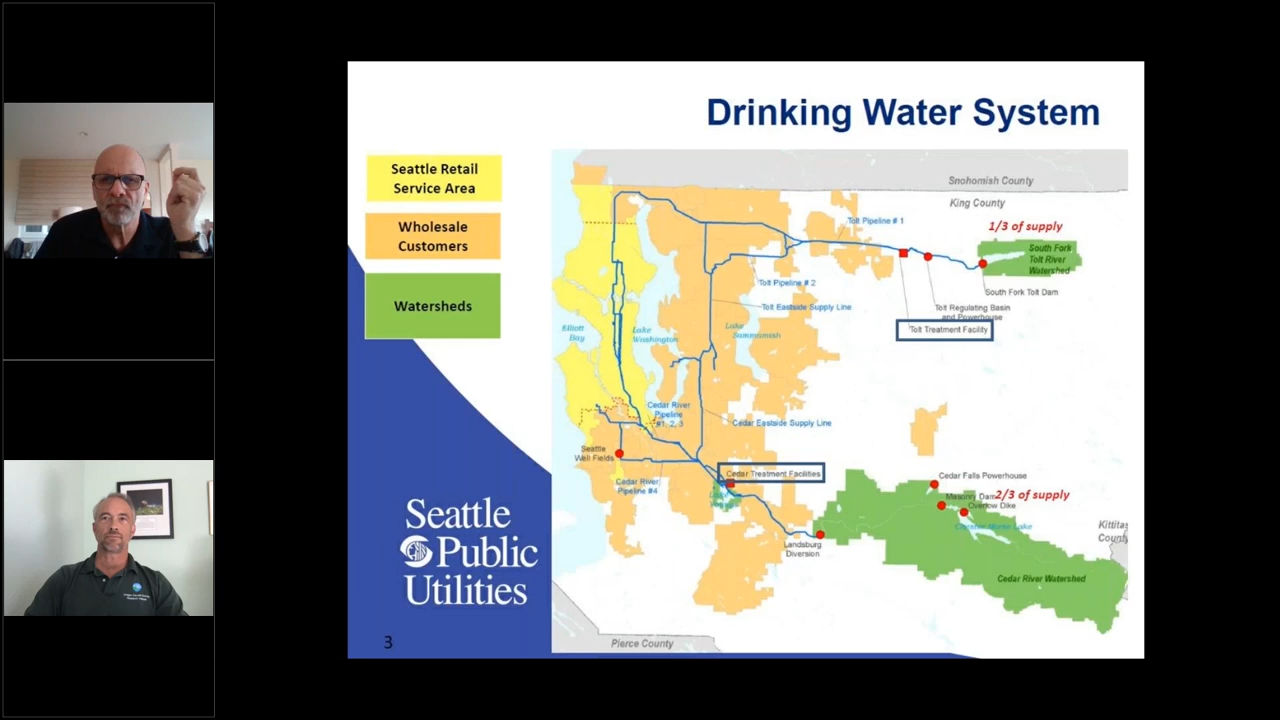 Drinking Water System
Seattle Retail
Service Area
Wholesale
Customers
Watersheds
Snohomish County
King County
1/3 of supply
Tolt Pipeline # 1
South Fork
Tolt River
Watershed
South Fork Tolt Dam
Tolt Pipeline # 2
Tolt Eastside Supply Line
Tolt Regulating Basin
and Powerhouse
Tolt Treatment Facility
Elliott
Bay
Lake
Washington
Lake
Sammamish
Cedar River
Pipeline
#1, 2, 3
Cedar Eastside Supply Line
Seattle
Well Fields
Cedar Treatment Facilities
Cedar River
Pipeline #4
Lake
Landsburg
Diversion
Cedar Falls Powerhouse
Masonry Dam
2/3 of supply
Overflow Dike
Chester Morse Lake
Kittitas
County
Cedar River Watershed
Pierce County
Seattle
Public
Utilities
3